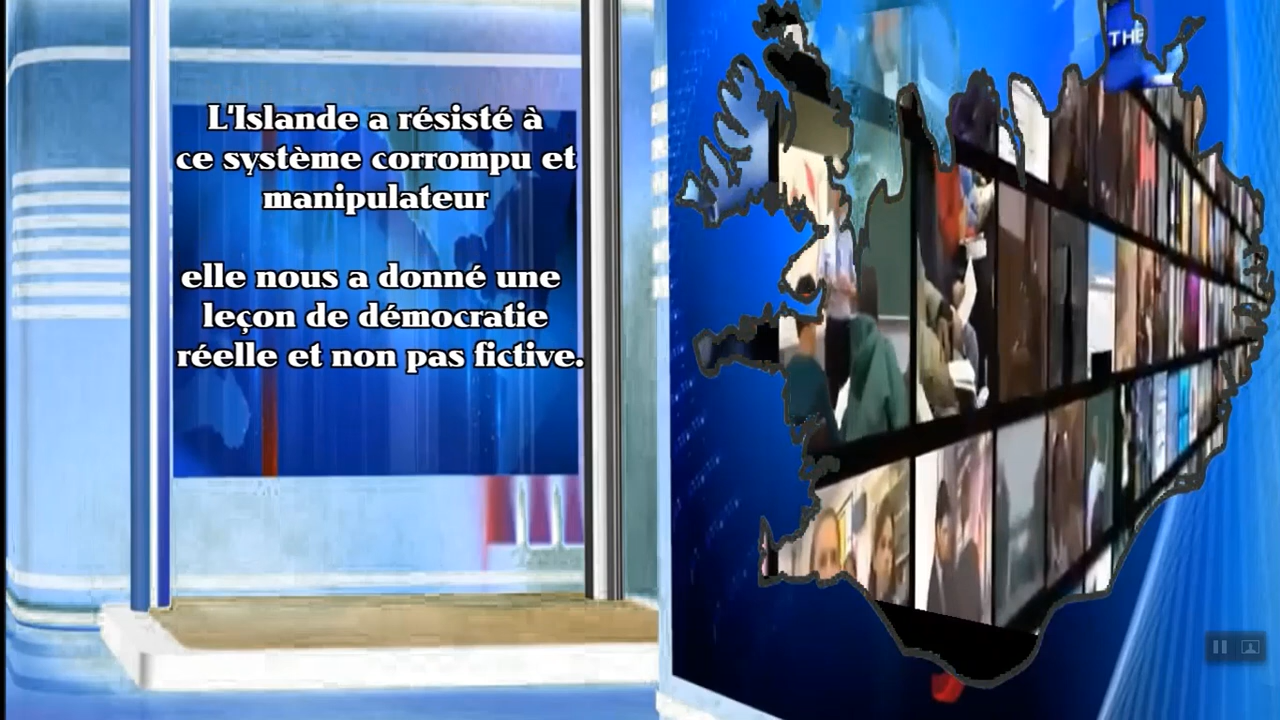 L'Islande a résisté à
ce système corrompu et
manipulateur
elle nous a donné une
leçon de démocratie
réelle et non pas fictive.
THE